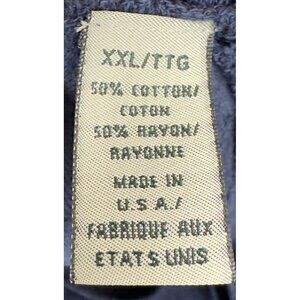 XXL/TTG
50% COTTON/
COTON
50% RAYON/
RAYONNE
MADE IN
U.S.A./
FABRIQUE AUX
ETATS UNIS